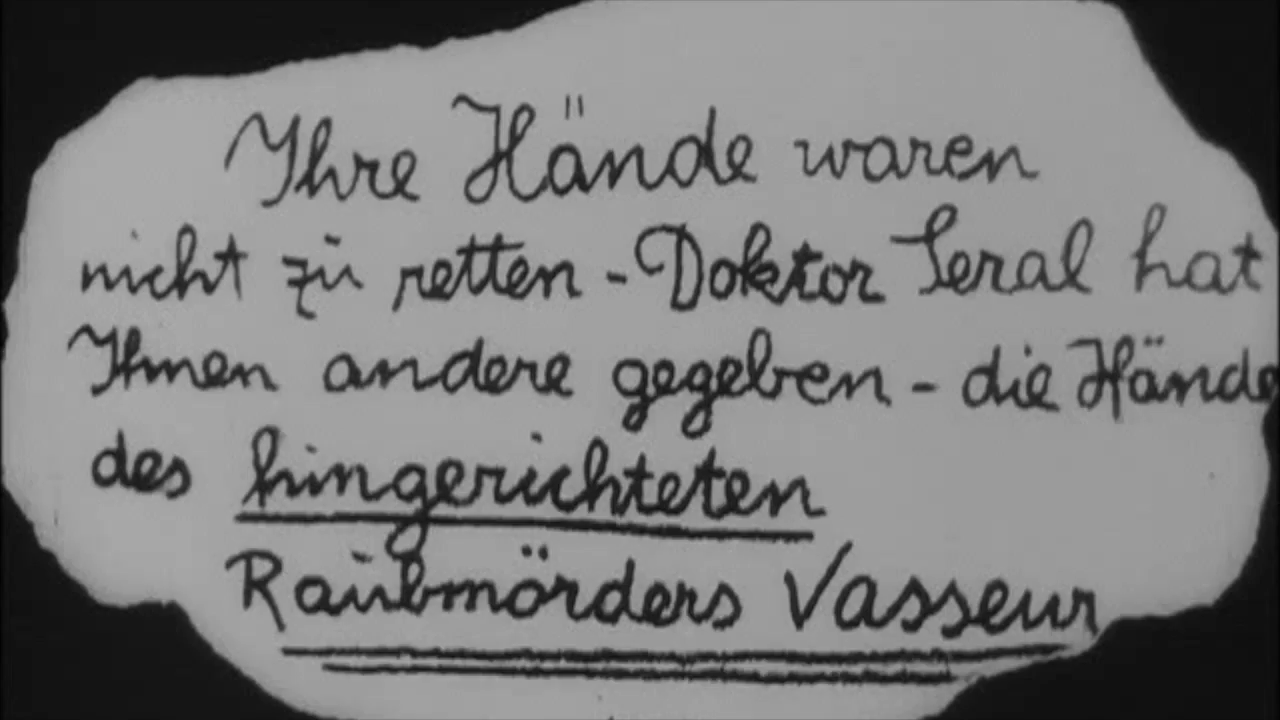 Ihre Hände waren
nicht zu retten - Doktor Seral hat
Ihnen andere gegeben - die Hände
des hingerichteten
Raubmörders Vasseur